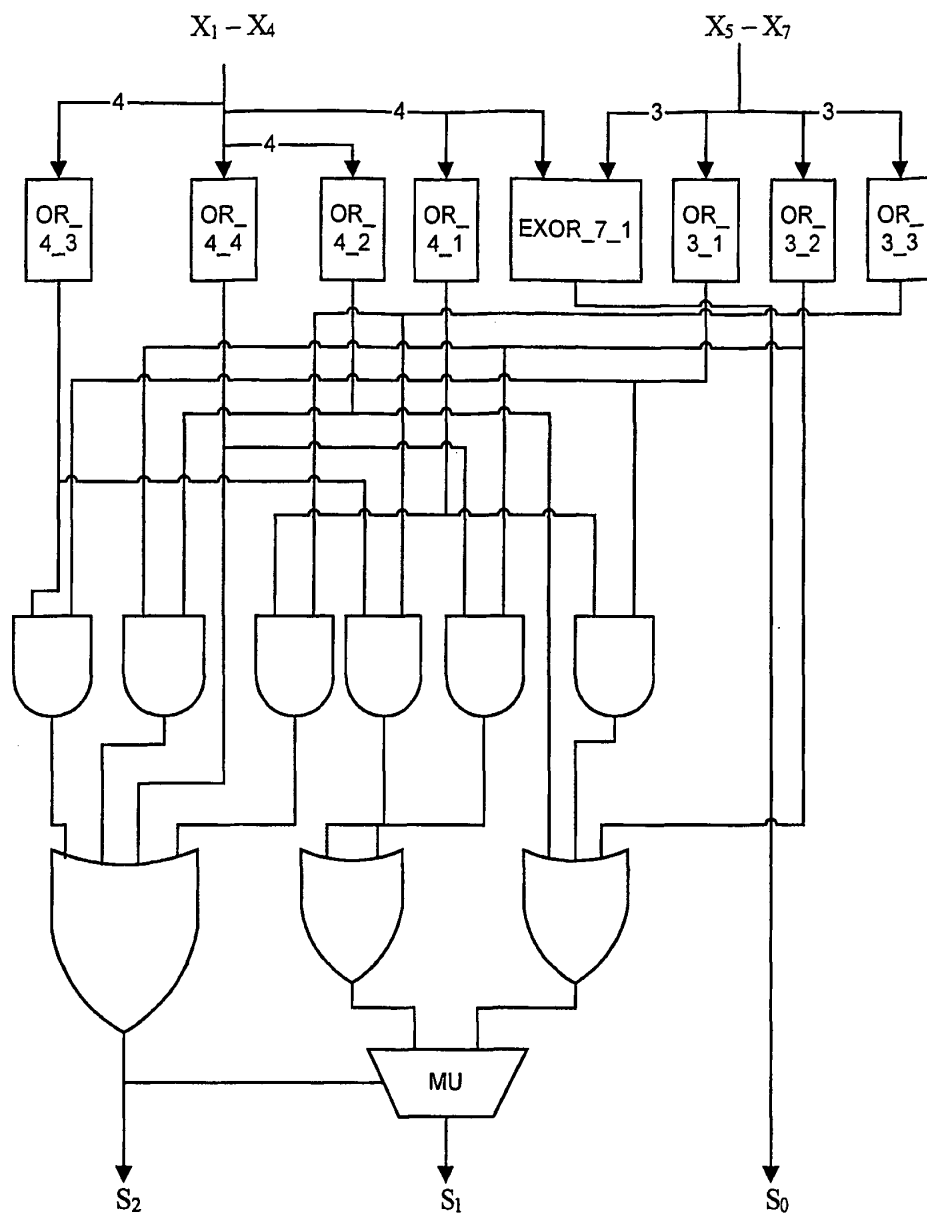 X₁ – X₄
X₅ – X₇
4
4
3
3
4
OR_
4_3
OR_
4_4
OR_
4_2
OR_
4_1
EXOR_7_1
OR_
3_1
OR_
3_2
OR_
3_3
MU
S₂
S₁
S₀